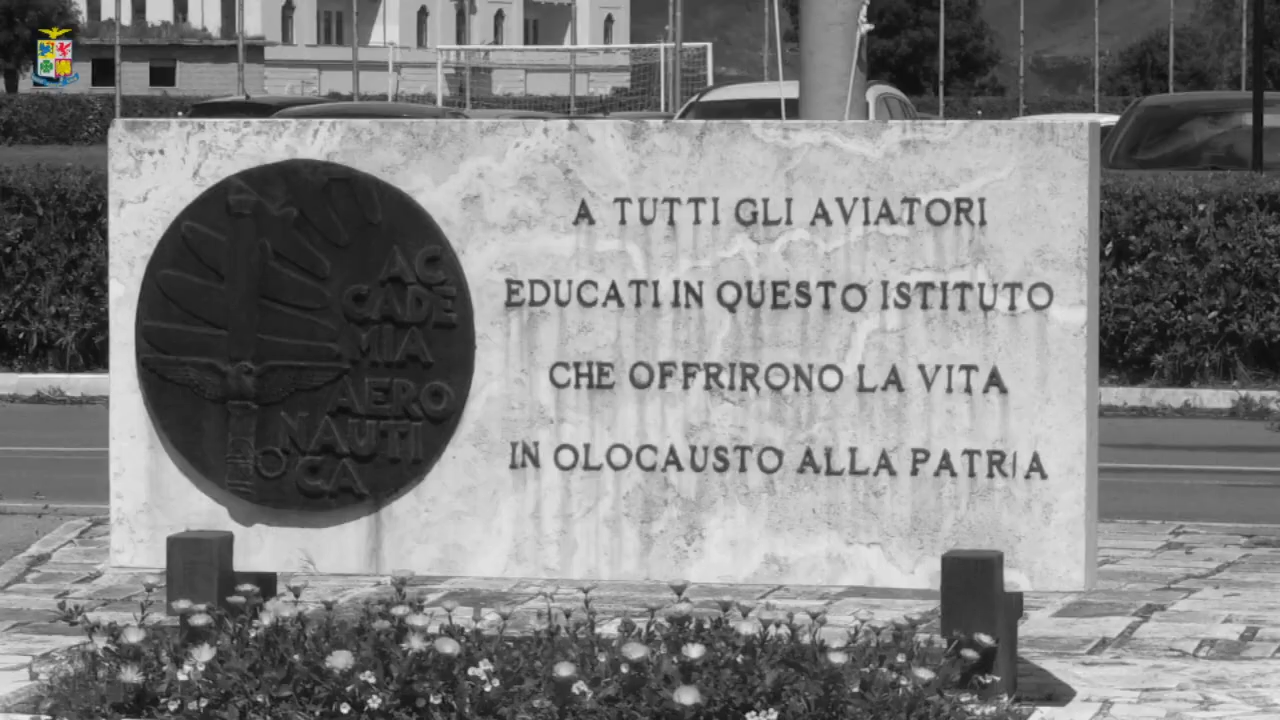 A TUTTI GLI AVIATORI
EDUCATI IN QUESTO ISTITUTO
CHE OFFRIRONO LA VITA
IN OLOCAUSTO ALLA PATRIA
AC
CADE
MIA
AERO
NAUTI
CA